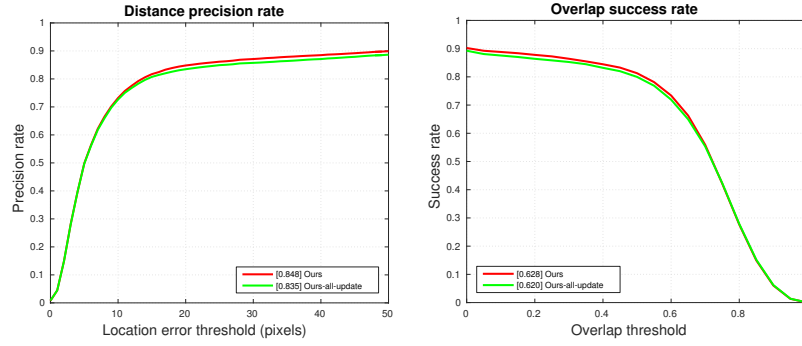 Distance precision rate
Precision rate
1
0.9
0.8
0.7
0.6
0.5
0.4
0.3
0.2
0.1
0
[0.848] Ours
[0.835] Ours-all-update
0 10 20 30 40 50
Location error threshold (pixels)
Overlap success rate
Success rate
1
0.9
0.8
0.7
0.6
0.5
0.4
0.3
0.2
0.1
0
[0.628] Ours
[0.620] Ours-all-update
0 0.2 0.4 0.6 0.8
Overlap threshold